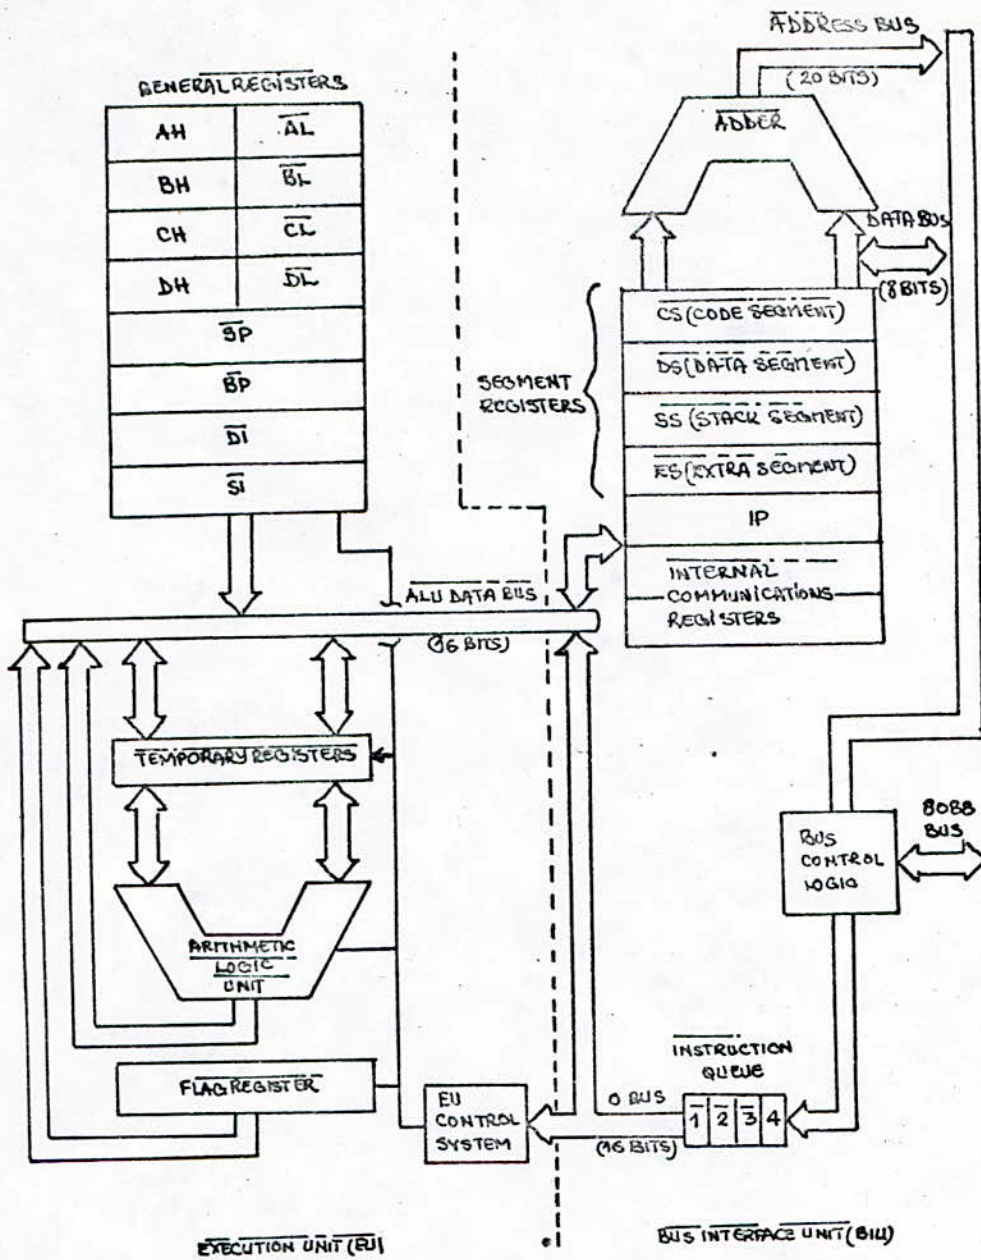 ADDRESS BUS
(20 BITS)
GENERAL REGISTERS
AH AL
BH BL
CH CL
DH DL
SP
BP
DI
SI
ADDER
DATA BUS
(8 BITS)
SEGMENT
REGISTERS
CS (CODE SEGMENT)
DS (DATA SEGMENT)
SS (STACK SEGMENT)
ES (EXTRA SEGMENT)
IP
INTERNAL
COMMUNICATIONS
REGISTERS
ALU DATA BUS
(16 BITS)
TEMPORARY REGISTERS
ARITHMETIC
LOGIC
UNIT
FLAG REGISTER
EU
CONTROL
SYSTEM
BUS
CONTROL
LOGIC
8088
BUS
INSTRUCTION
QUEUE
Q BUS
(16 BITS)
1 2 3 4
EXECUTION UNIT (EU)
BUS INTERFACE UNIT (BIU)